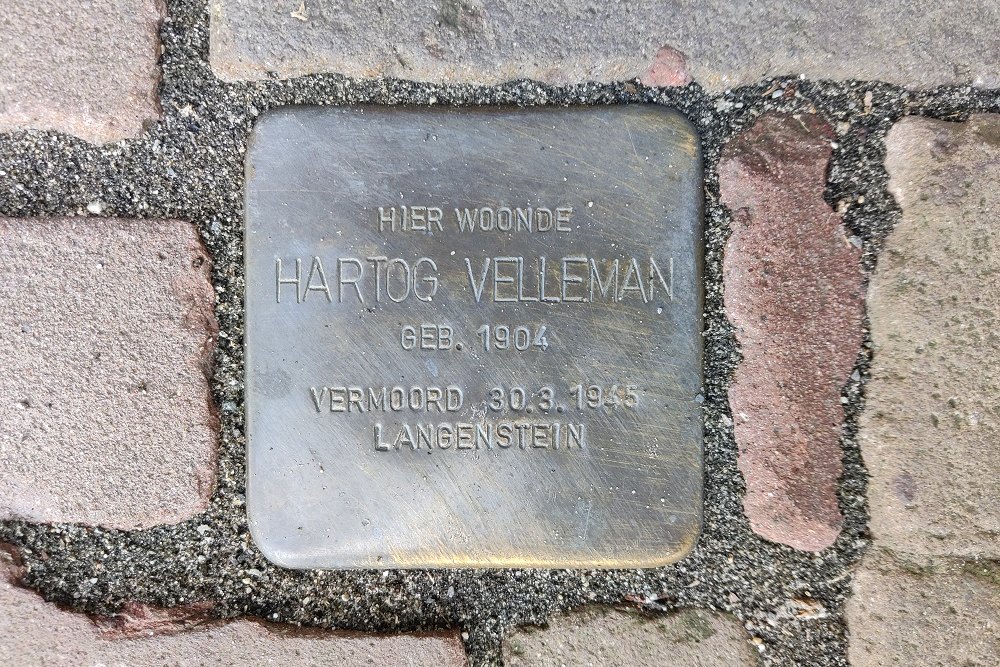 HIER WOONDE
HARTOG VELLEMAN
GEB. 1904
VERMOORD 30.3.1945
LANGENSTEIN